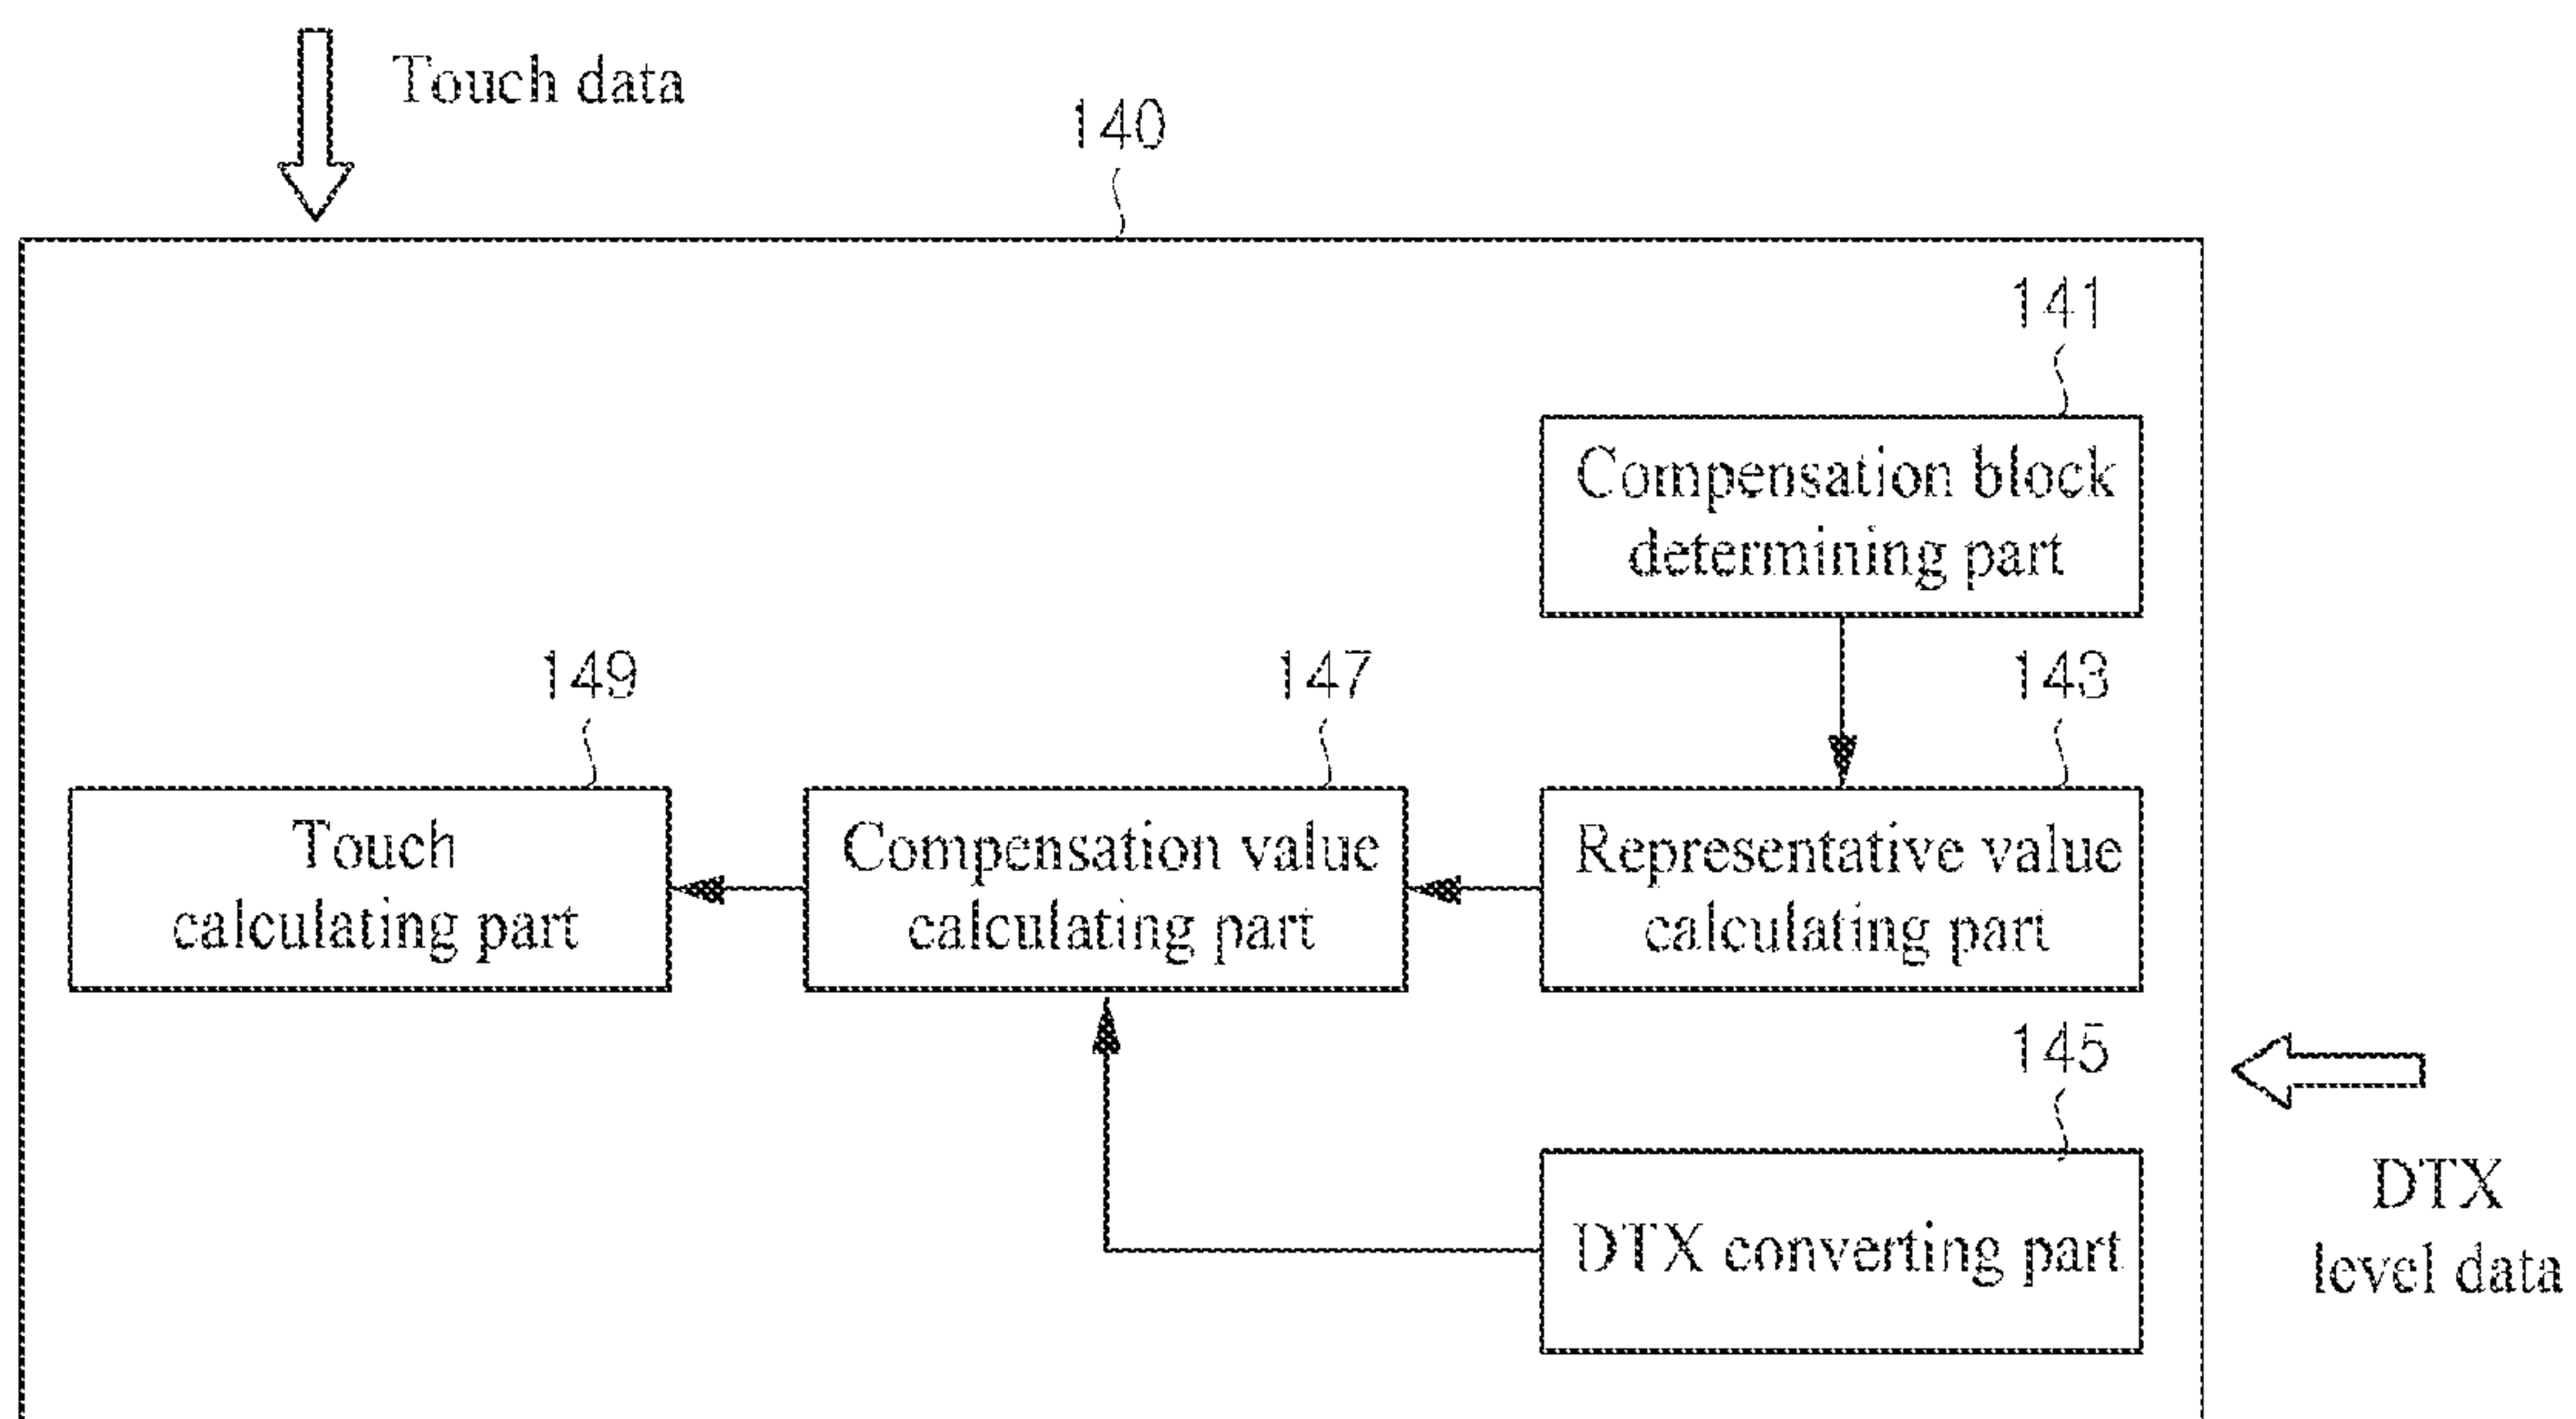 Touch data
140
141
Compensation block
determining part
149
147
143
Touch
calculating part
Compensation value
calculating part
Representative value
calculating part
145
DTX converting part
DTX
level data